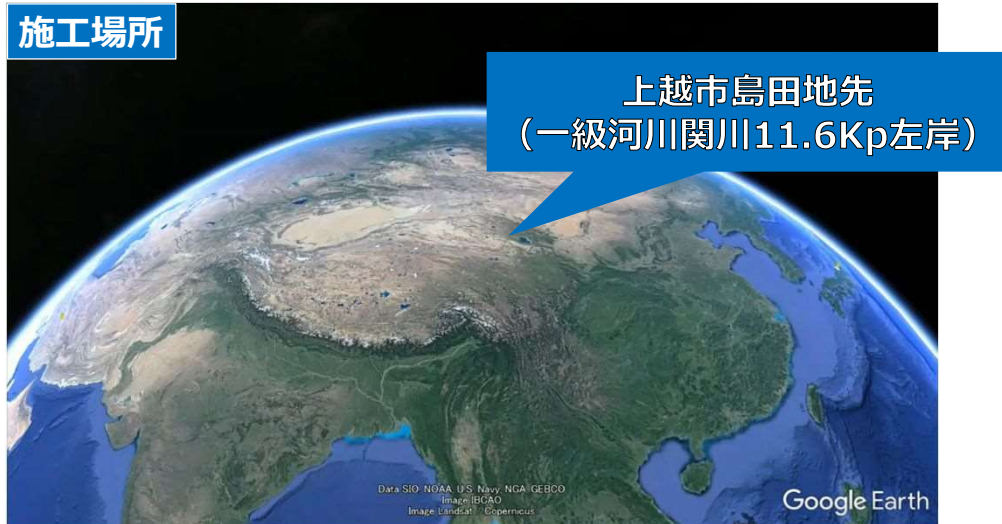 施工場所
上越市島田地先
（一級河川関川11.6Kp左岸）
Data SIO, NOAA, U.S. Navy, NGA, GEBCO
Image IBCAO
Image Landsat / Copernicus
Google Earth